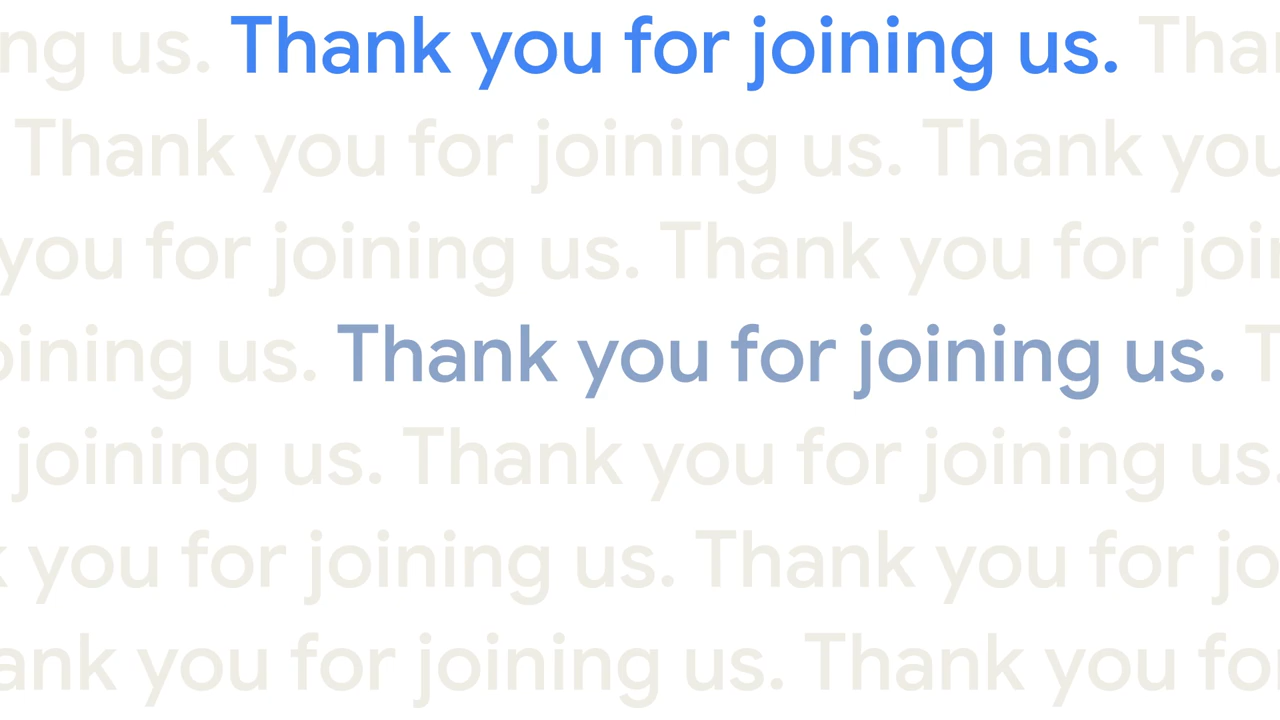 ng us. Thank you for joining us. Tha
Thank you for joining us. Thank you
you for joining us. Thank you for join
oining us. Thank you for joining us. T
joining us. Thank you for joining us.
k you for joining us. Thank you for jo
ank you for joining us. Thank you for